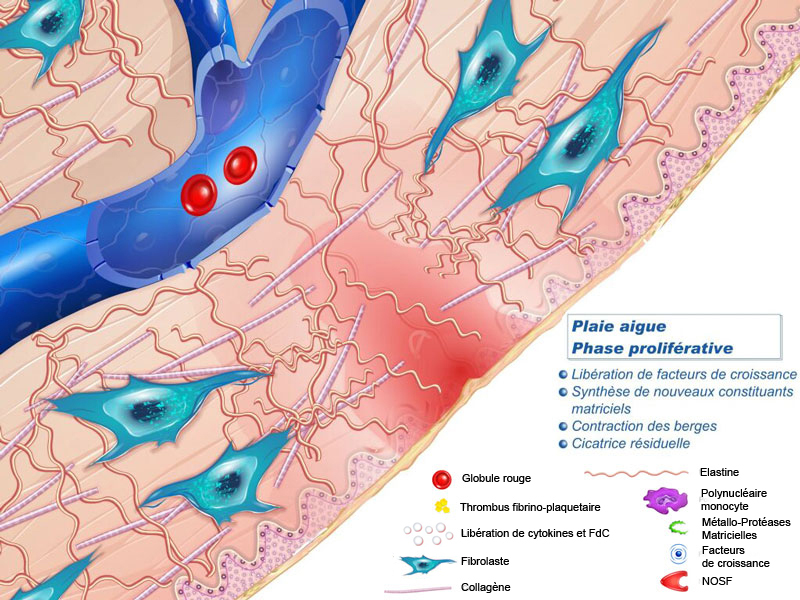 Plaie aigue
Phase proliférative
Libération de facteurs de croissance
Synthèse de nouveaux constituants
matriciels
Contraction des berges
Cicatrice résiduelle
Globule rouge
Thrombus fibrino-plaquetaire
Libération de cytokines et FdC
Fibrolaste
Collagène
Elastine
Polynucléaire
monocyte
Métallo-Protéases
Matricielles
Facteurs
de croissance
NOSF